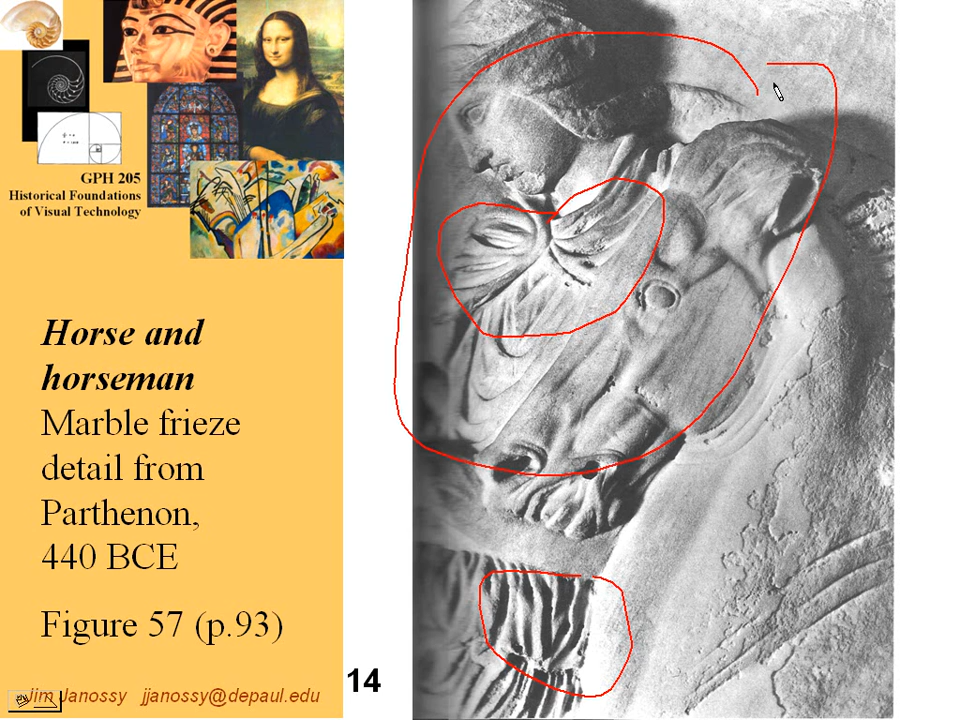 GPH 205
Historical Foundations
of Visual Technology
Horse and
horseman
Marble frieze
detail from
Parthenon,
440 BCE
Figure 57 (p.93)
Jim Janossy jjanossy@depaul.edu
14